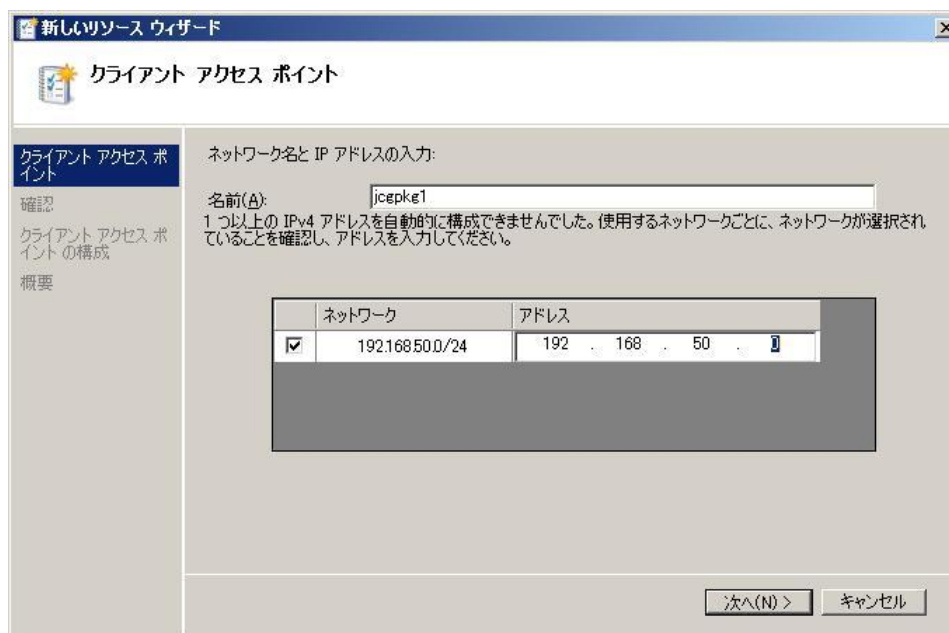 新しいリソース ウィザード
クライアント アクセス ポイント
クライアント アクセス ポ
イント
確認
クライアント アクセス ポ
イント の構成
概要
ネットワーク名と IP アドレスの入力:
名前(A):
jcgpkg1
1 つ以上の IPv4 アドレスを自動的に構成できませんでした。使用するネットワークごとに、ネットワークが選択され
ていることを確認し、アドレスを入力してください。
ネットワーク
アドレス
192.168.50.0/24
192 . 168 . 50 . 0
次へ(N) >
キャンセル